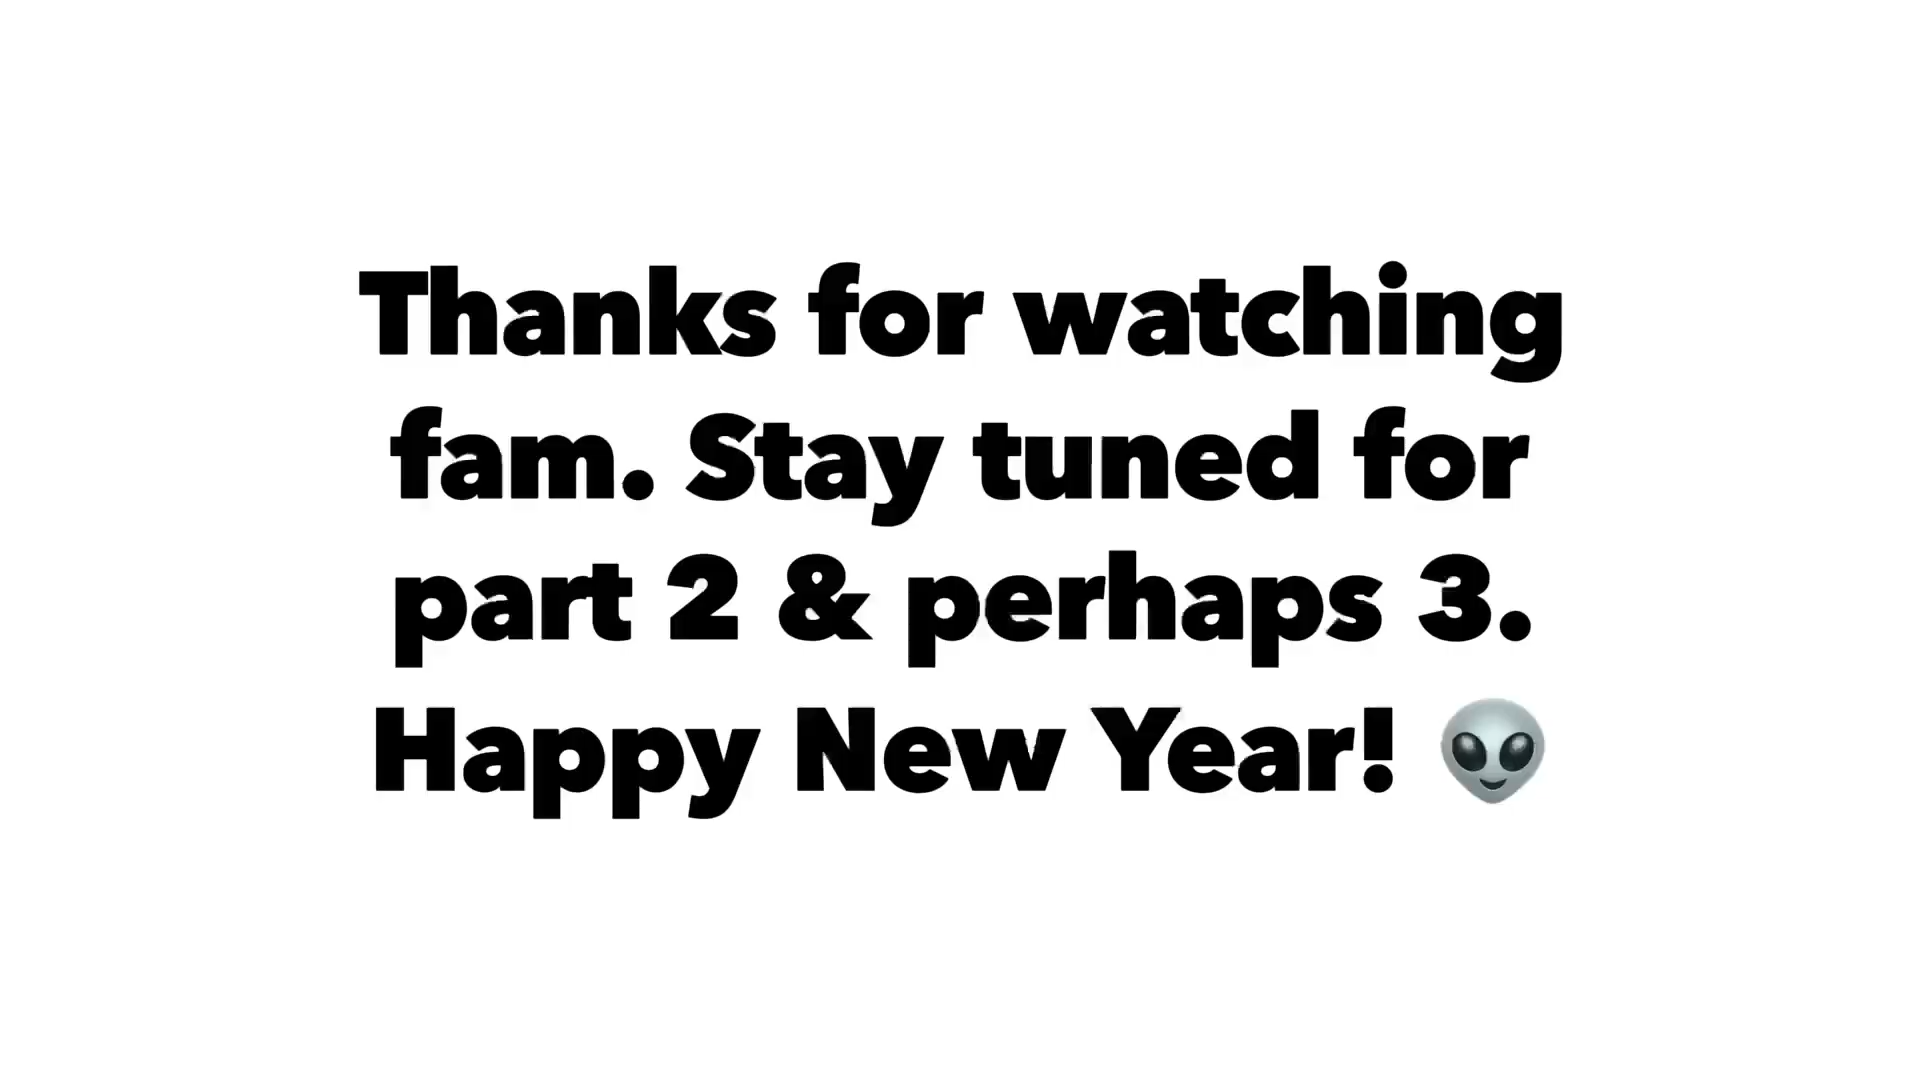 Thanks for watching
fam. Stay tuned for
part 2 & perhaps 3.
Happy New Year! 👽